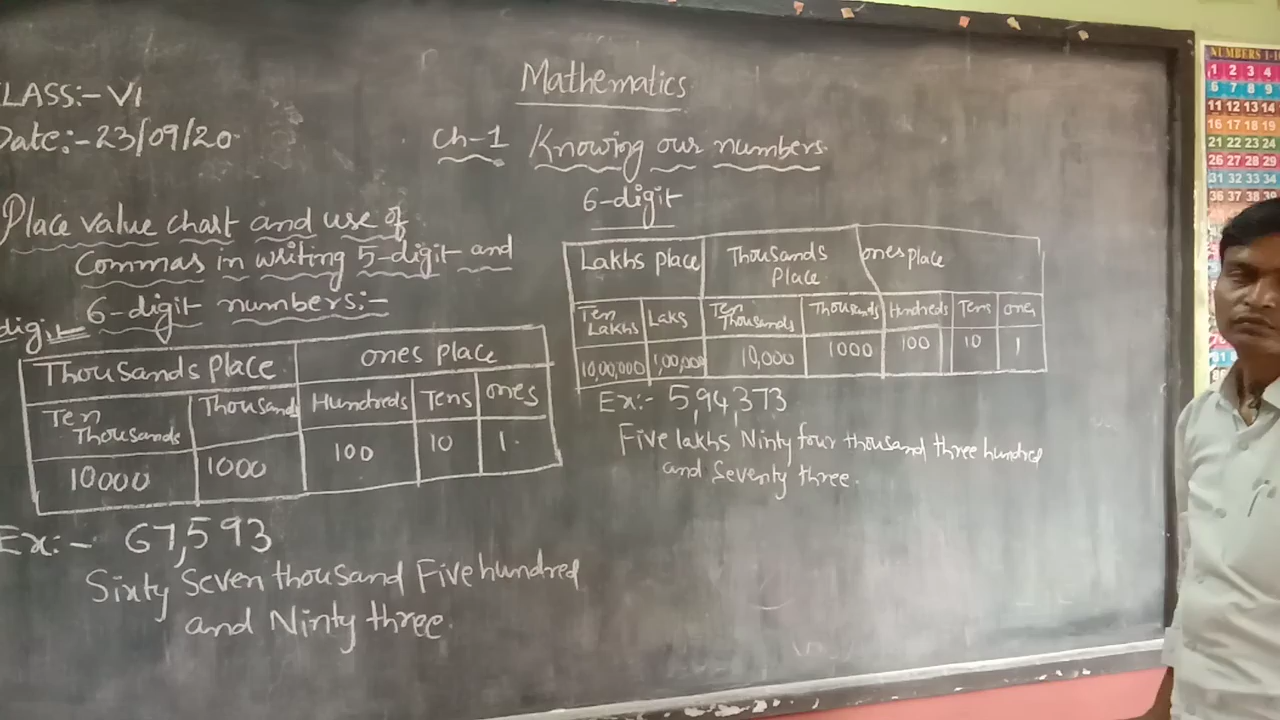 Mathematics
LASS:- VI
Date:- 23/09/20
Ch-1 Knowing our numbers
Place value chart and use of
Commas in writing 5-digit and
6-digit numbers:-
digit
Thousands Place ones place
Ten Thousands Thousands Hundreds Tens ones
10000 1000 100 10 1
Ex:- 67,593
Sixty Seven thousand Five hundred
and Ninty three.
6-digit
Lakhs place Thousands Place ones place
Ten Lakhs Laks Ten Thousands Thousands Hundreds Tens ones
10,00,000 1,00,000 10,000 1000 100 10 1
Ex:- 5,94,373
Five lakhs Ninty four thousand three hundred
and Seventy three.
NUMBERS 1-10
1 2 3 4
6 7 8 9
11 12 13 14
16 17 18 19
21 22 23 24
26 27 28 29
31 32 33 34
36 37 38 39